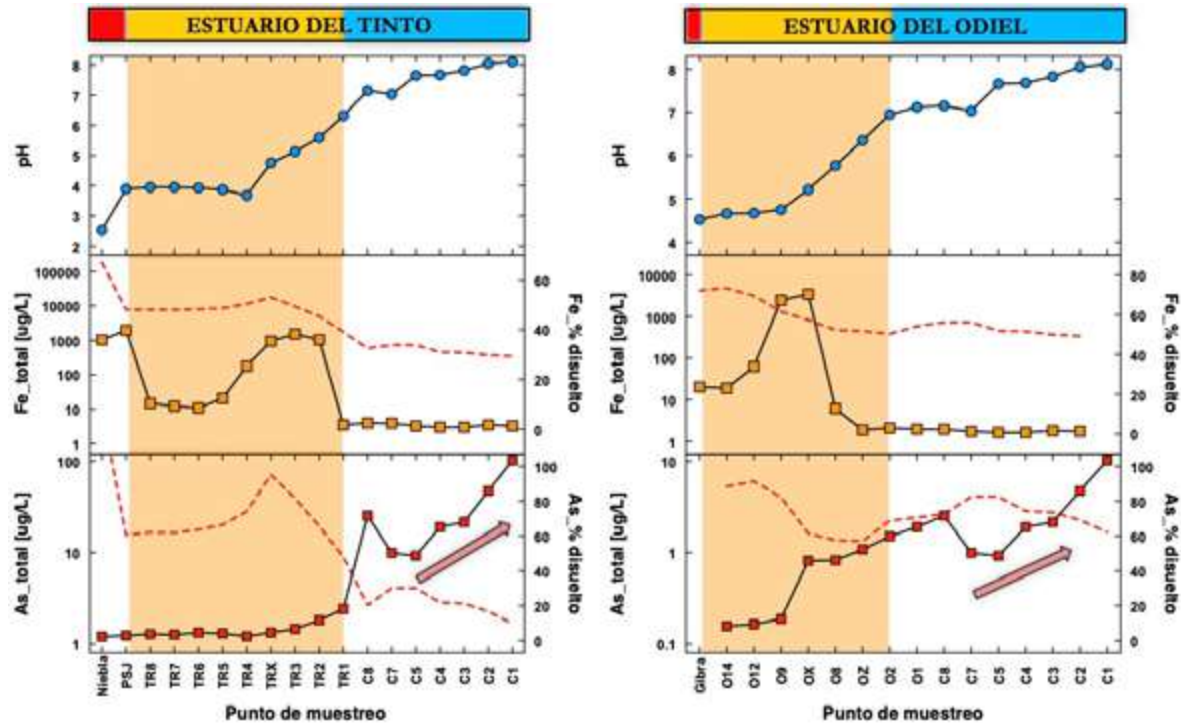 ESTUARIO DEL TINTO
8
7
6
5
4
3
2
pH
100000
10000
1000
100
10
1
Fe_total [ug/L]
60
40
20
0
Fe_% disuelto
100
10
1
As_total [ug/L]
100
80
60
40
20
0
As_% disuelto
Niebla
PSJ
TR8
TR7
TR6
TR5
TR4
TRX
TR3
TR2
TR1
C8
C7
C5
C4
C3
C2
C1
Punto de muestreo
ESTUARIO DEL ODIEL
8
7
6
5
4
pH
10000
1000
100
10
1
Fe_total [ug/L]
80
60
40
20
0
Fe_% disuelto
10
1
0.1
As_total [ug/L]
100
80
60
40
20
0
As_% disuelto
Gibra
O14
O12
O9
OX
O8
OZ
O2
O1
C8
C7
C5
C4
C3
C2
C1
Punto de muestreo